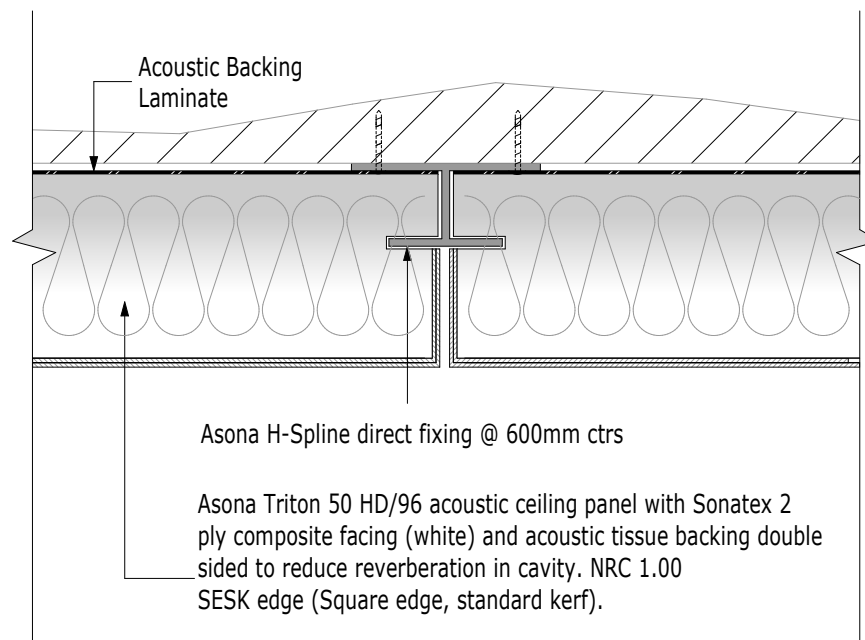 Acoustic Backing
Laminate
Asona H-Spline direct fixing @ 600mm ctrs
Asona Triton 50 HD/96 acoustic ceiling panel with Sonatex 2
ply composite facing (white) and acoustic tissue backing double
sided to reduce reverberation in cavity. NRC 1.00
SESK edge (Square edge, standard kerf).